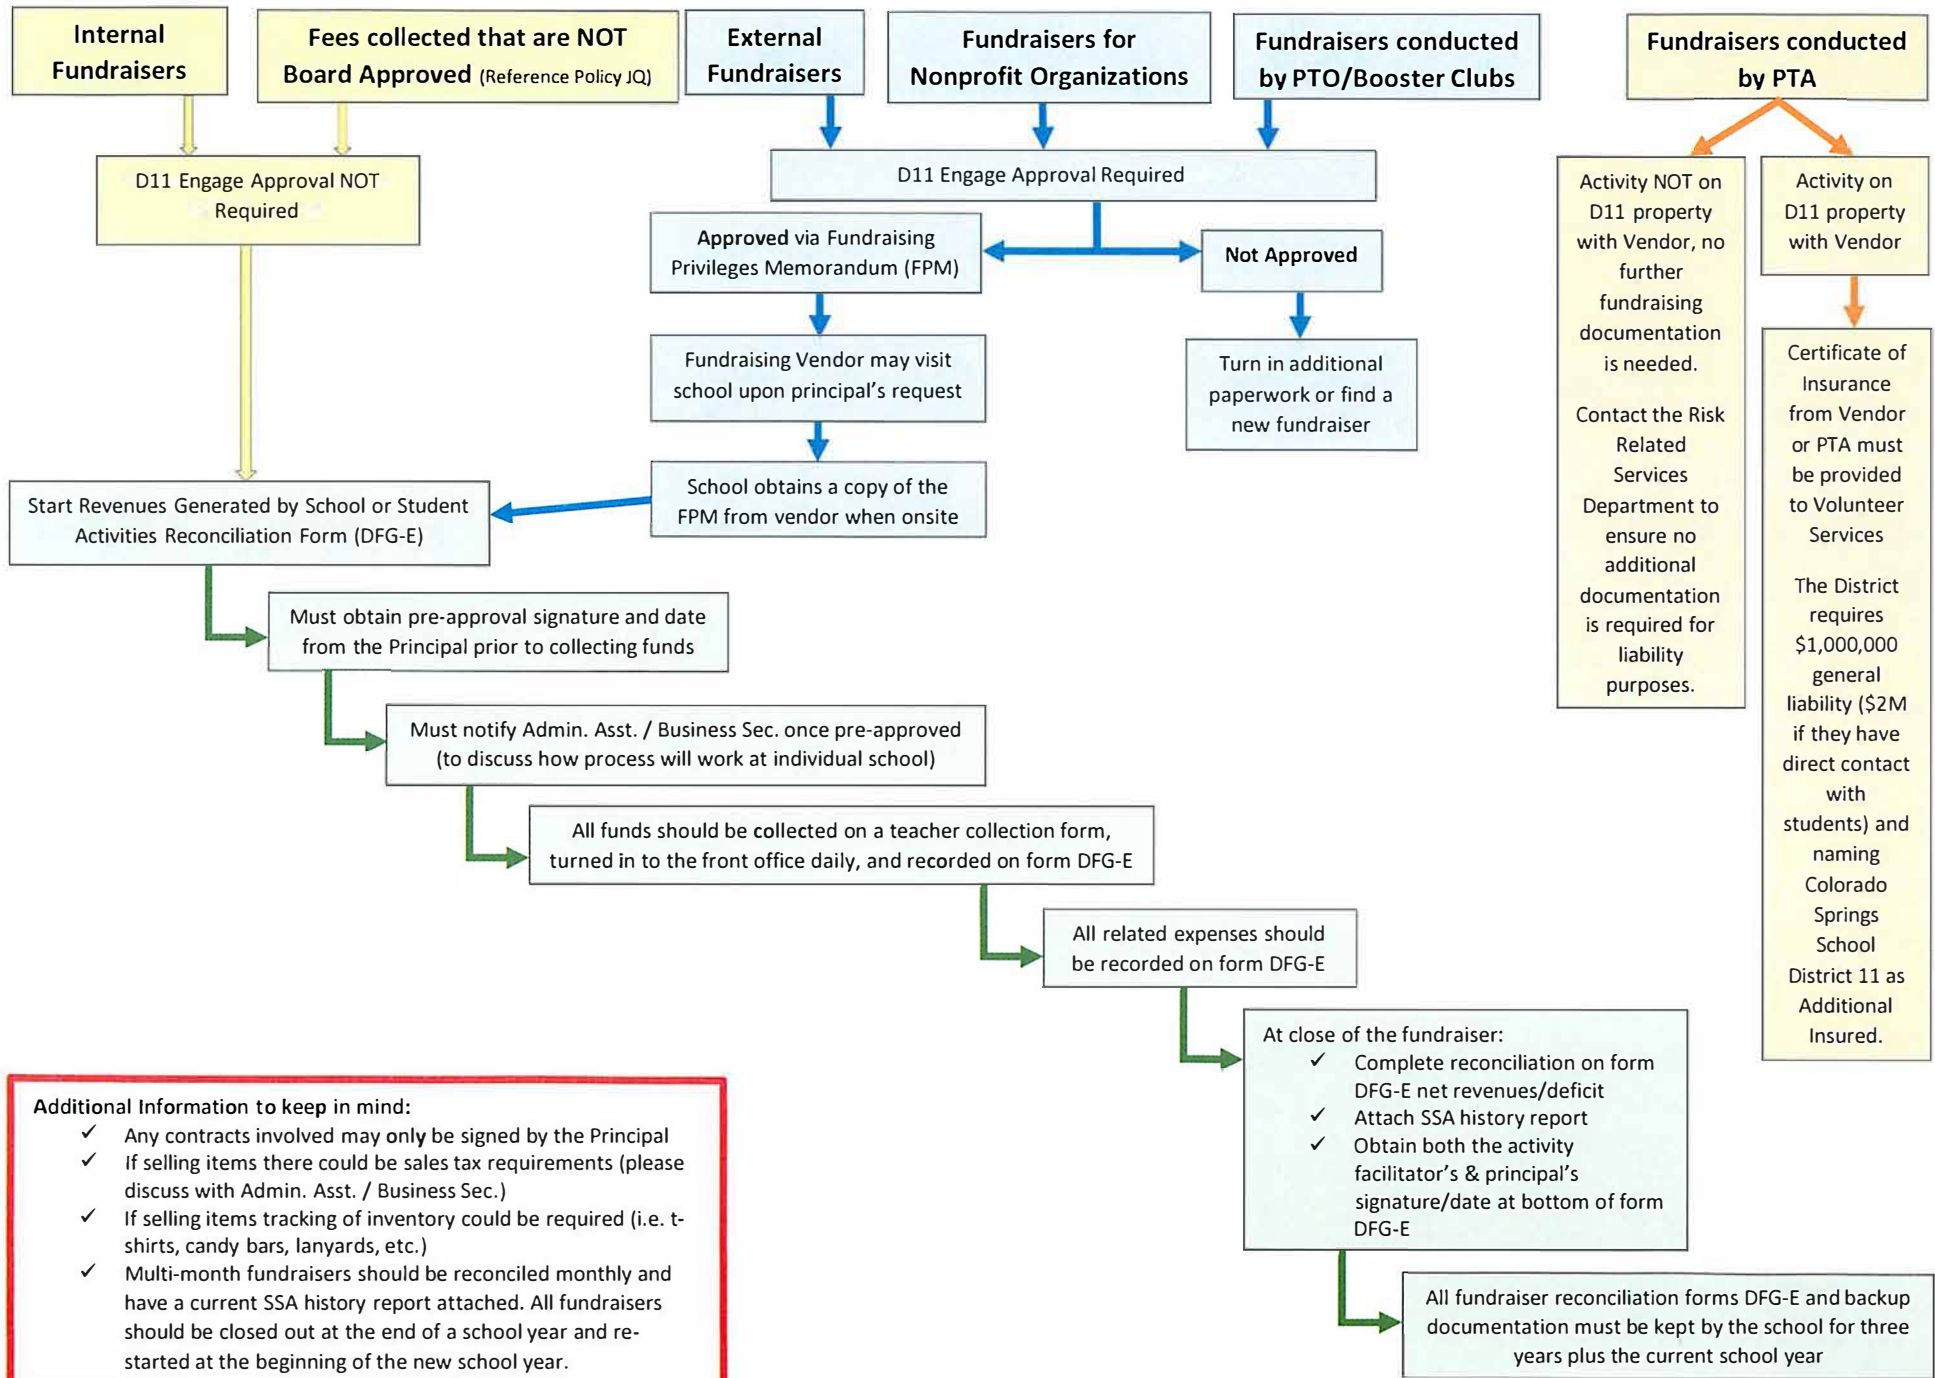 Internal
Fundraisers
Fees collected that are NOT
Board Approved (Reference Policy JQ)
External
Fundraisers
Fundraisers for
Nonprofit Organizations
Fundraisers conducted
by PTO/Booster Clubs
Fundraisers conducted
by PTA
D11 Engage Approval NOT
Required
D11 Engage Approval Required
Approved via Fundraising
Privileges Memorandum (FPM)
Not Approved
Fundraising Vendor may visit
school upon principal's request
Turn in additional
paperwork or find a
new fundraiser
School obtains a copy of the
FPM from vendor when onsite
Activity NOT on
D11 property
with Vendor, no
further
fundraising
documentation
is needed.
Contact the Risk
Related
Services
Department to
ensure no
additional
documentation
is required for
liability
purposes.
Activity on
D11 property
with Vendor
Certificate of
Insurance
from Vendor
or PTA must
be provided
to Volunteer
Services
The District
requires
$1,000,000
general
liability ($2M
if they have
direct contact
with
students) and
naming
Colorado
Springs
School
District 11 as
Additional
Insured.
Start Revenues Generated by School or Student
Activities Reconciliation Form (DFG-E)
Must obtain pre-approval signature and date
from the Principal prior to collecting funds
Must notify Admin. Asst. / Business Sec. once pre-approved
(to discuss how process will work at individual school)
All funds should be collected on a teacher collection form,
turned in to the front office daily, and recorded on form DFG-E
All related expenses should
be recorded on form DFG-E
At close of the fundraiser:
✓ Complete reconciliation on form
DFG-E net revenues/deficit
✓ Attach SSA history report
✓ Obtain both the activity
facilitator's & principal's
signature/date at bottom of form
DFG-E
All fundraiser reconciliation forms DFG-E and backup
documentation must be kept by the school for three
years plus the current school year
Additional Information to keep in mind:
✓ Any contracts involved may only be signed by the Principal
✓ If selling items there could be sales tax requirements (please
discuss with Admin. Asst. / Business Sec.)
✓ If selling items tracking of inventory could be required (i.e. t-
shirts, candy bars, lanyards, etc.)
✓ Multi-month fundraisers should be reconciled monthly and
have a current SSA history report attached. All fundraisers
should be closed out at the end of a school year and re-
started at the beginning of the new school year.